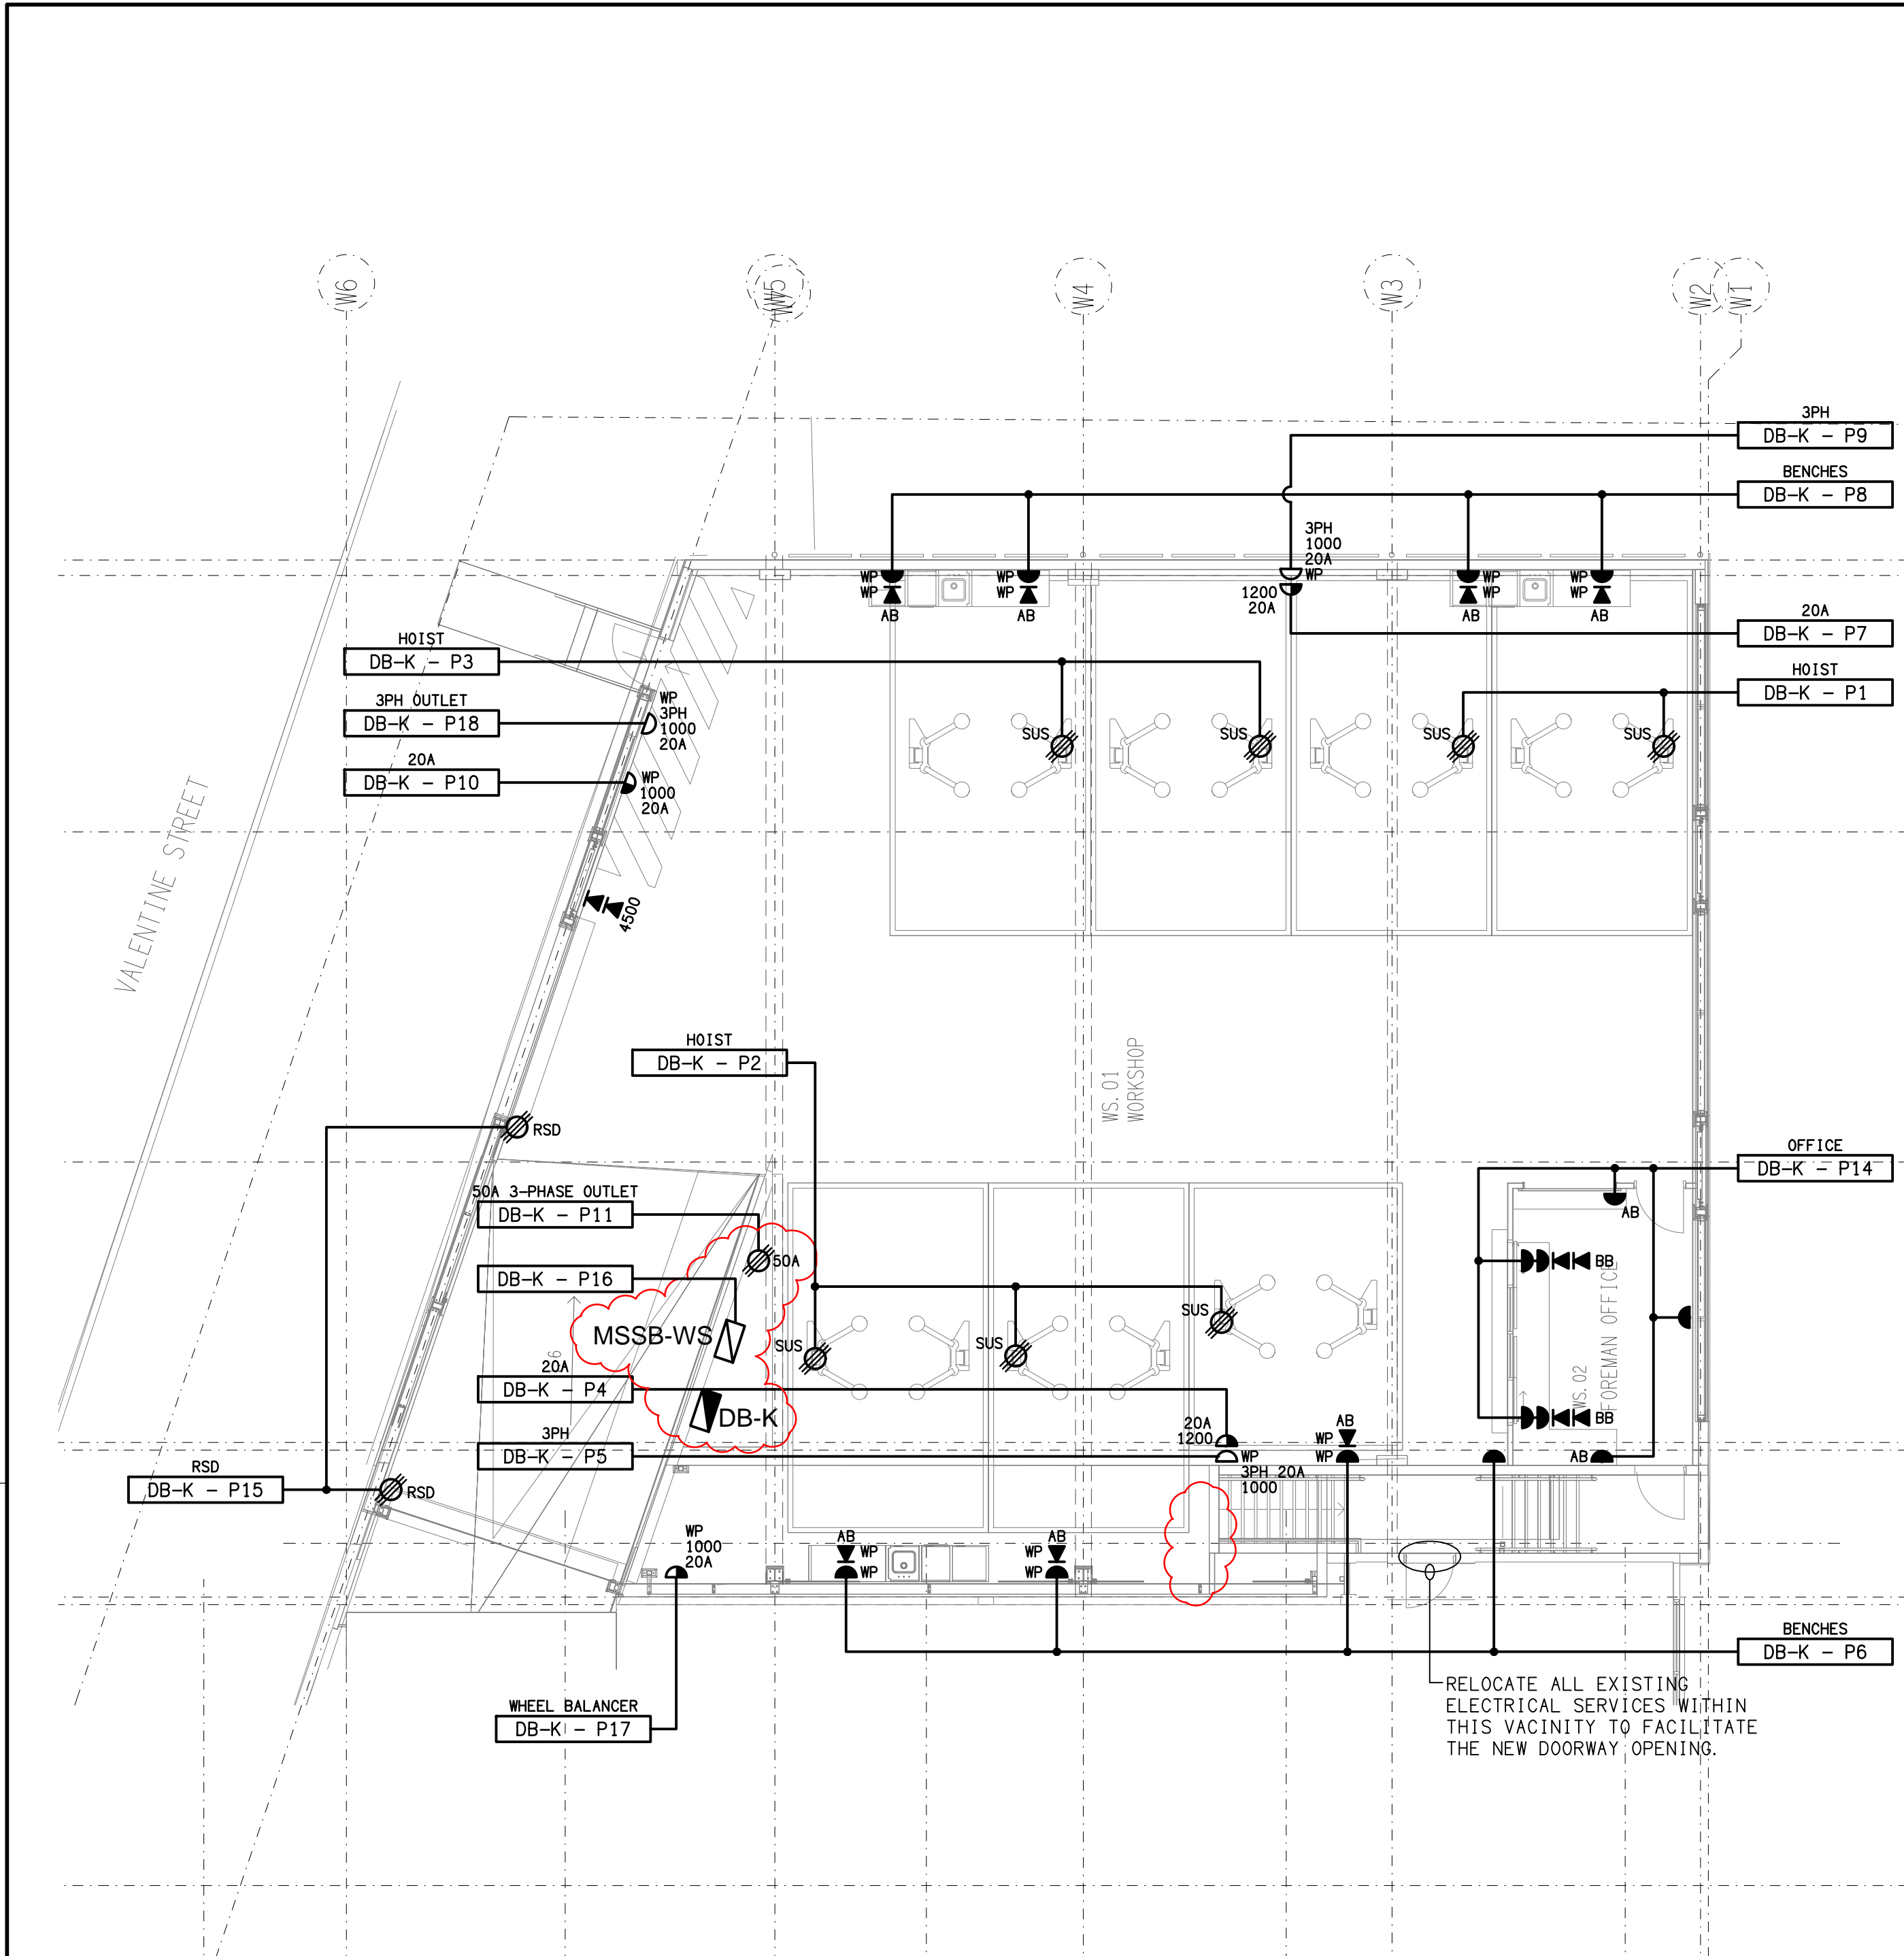 W6
W5
W4
W3
W2
W1
3PH
DB-K - P9
BENCHES
DB-K - P8
3PH
1000
20A
WP
WP
WP
AB
WP
WP
AB
1200
20A
WP
WP
AB
WP
WP
AB
20A
DB-K - P7
HOIST
DB-K - P3
HOIST
DB-K - P1
3PH OUTLET
DB-K - P18
WP
3PH
1000
20A
SUS
SUS
SUS
SUS
20A
DB-K - P10
WP
1000
20A
VALENTINE STREET
4500
HOIST
DB-K - P2
WS.01
WORKSHOP
RSD
OFFICE
DB-K - P14
50A 3-PHASE OUTLET
DB-K - P11
AB
50A
BB
DB-K - P16
MSSB-WS
SUS
SUS
SUS
6
20A
DB-K - P4
DB-K
WS.02
FOREMAN OFFICE
BB
20A
1200
AB
WP
WP
3PH
DB-K - P5
WP
3PH 20A
1000
AB
RSD
DB-K - P15
RSD
WP
1000
20A
AB
WP
WP
AB
WP
WP
BENCHES
DB-K - P6
RELOCATE ALL EXISTING
ELECTRICAL SERVICES WITHIN
THIS VACINITY TO FACILITATE
THE NEW DOORWAY OPENING.
WHEEL BALANCER
DB-K - P17